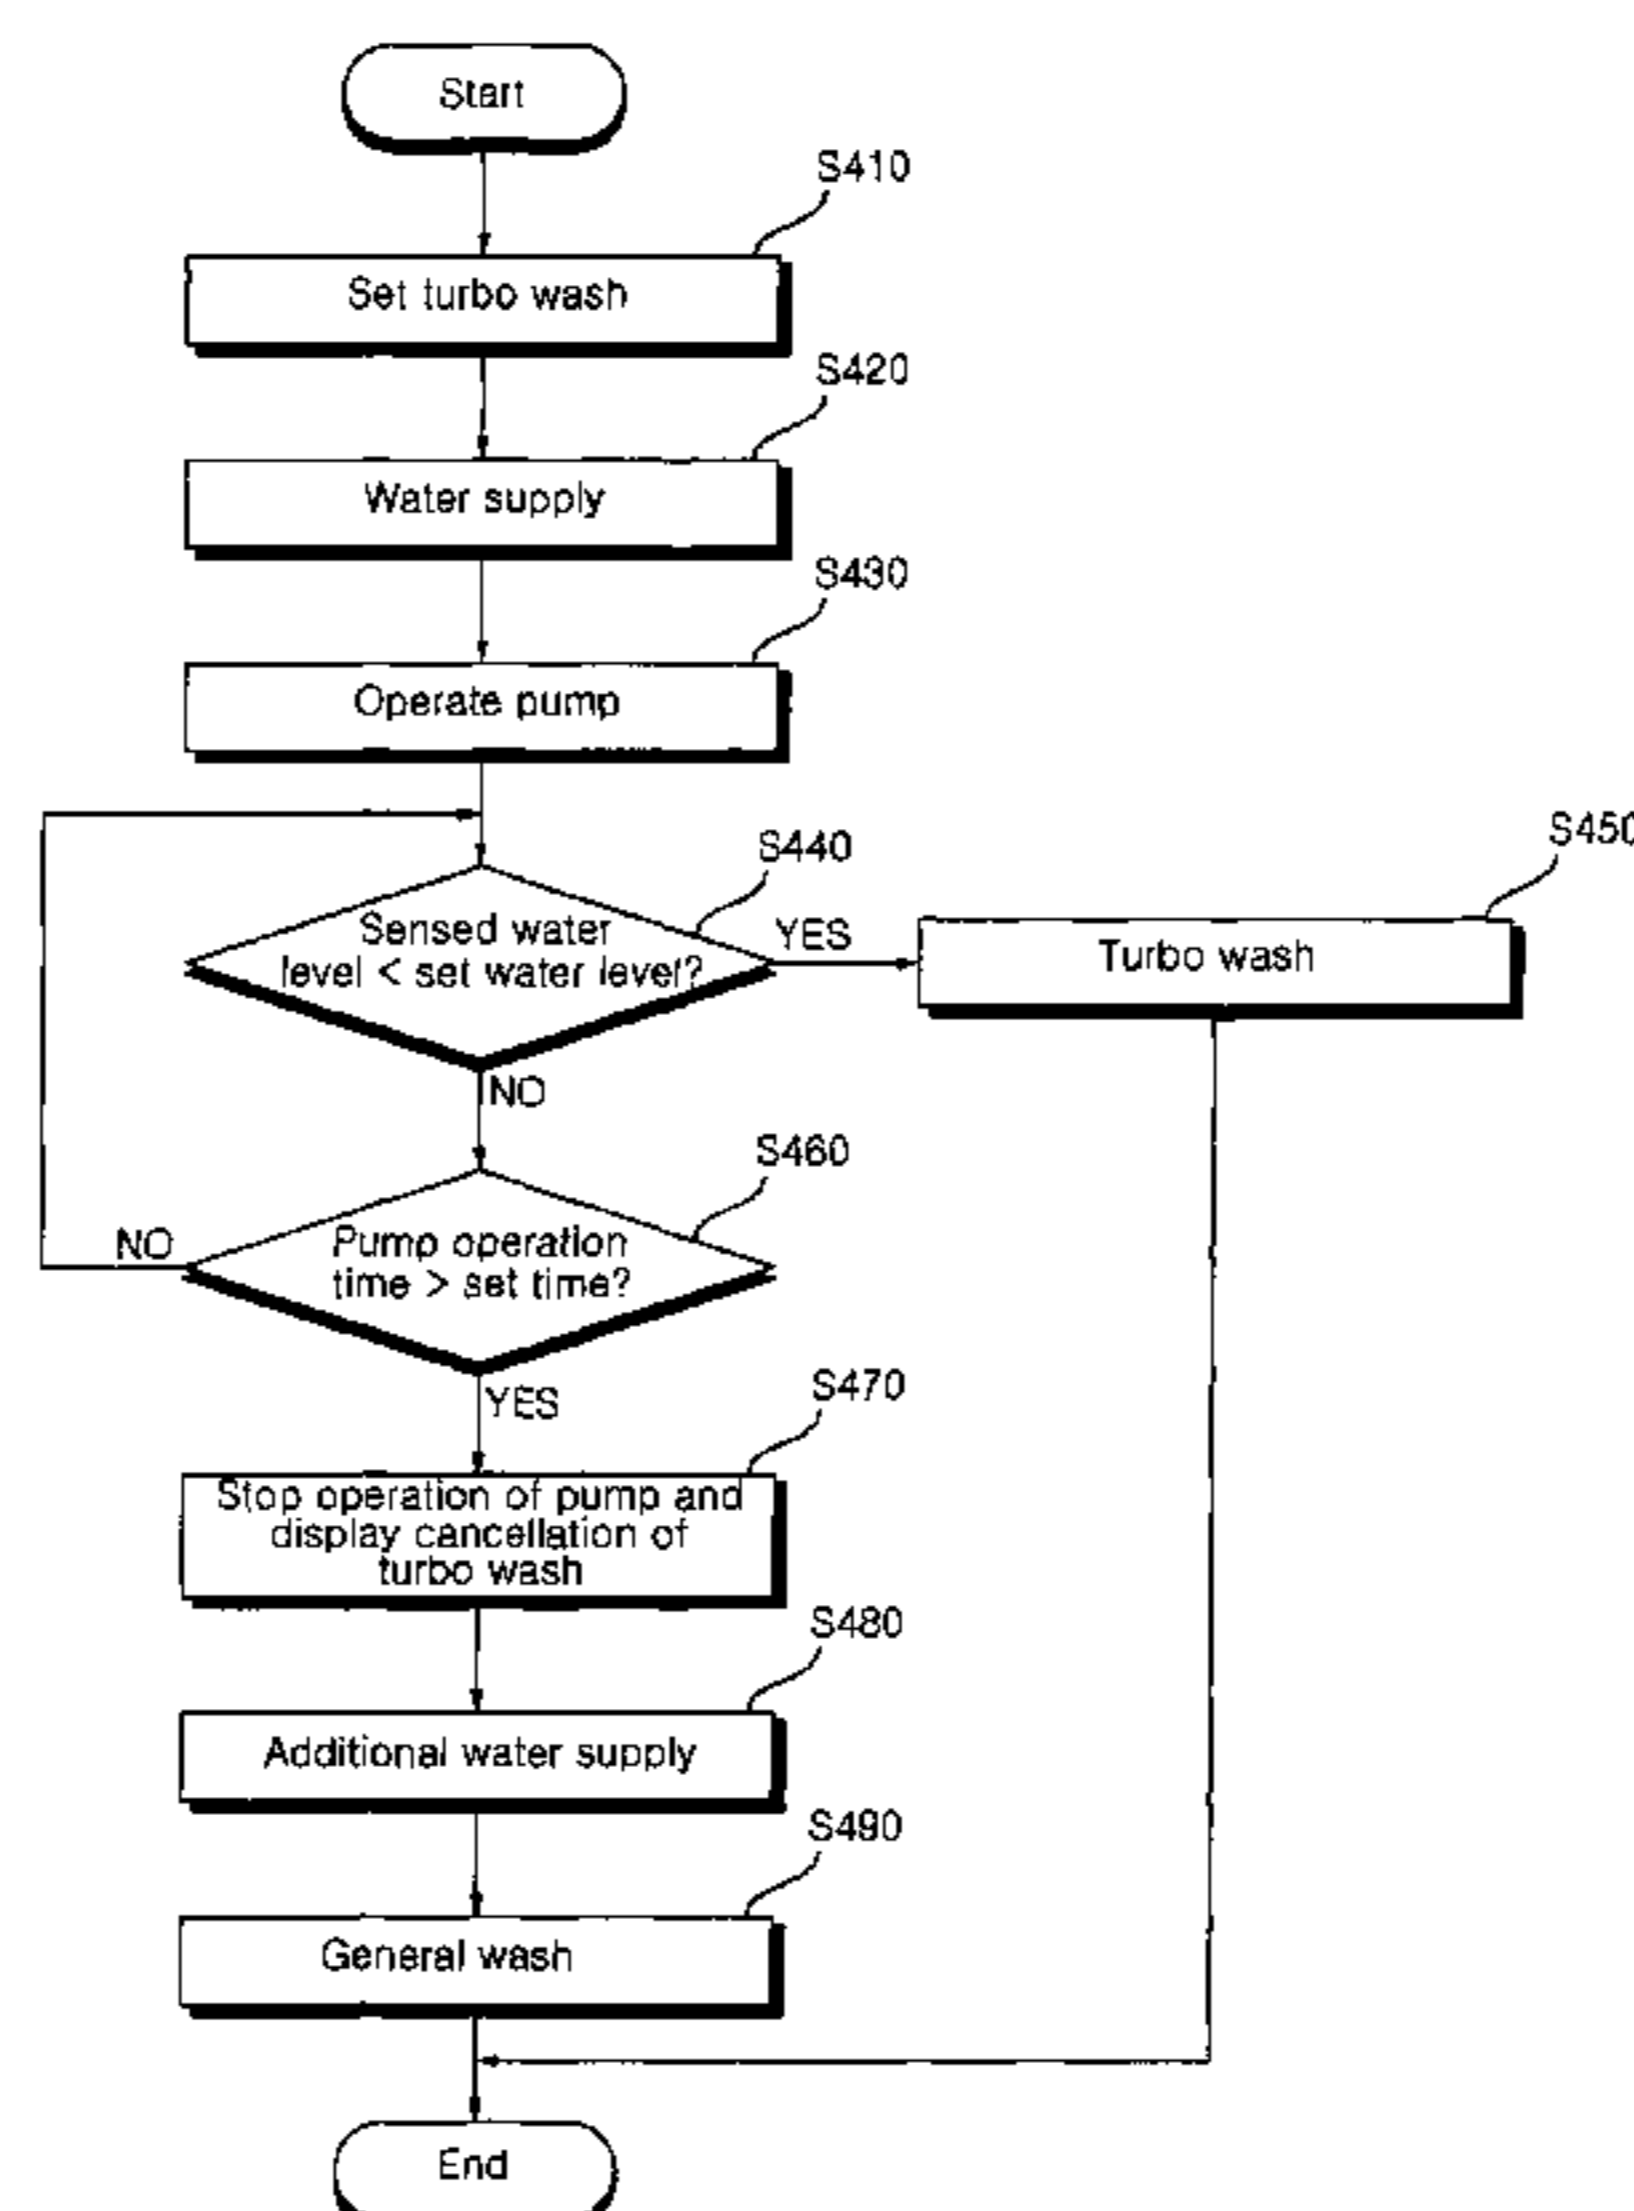 Start
S410
Set turbo wash
S420
Water supply
S430
Operate pump
S440
Sensed water
level < set water level?
YES
S450
Turbo wash
NO
S460
Pump operation
time > set time?
NO
YES
S470
Stop operation of pump and
display cancellation of
turbo wash
S480
Additional water supply
S490
General wash
End